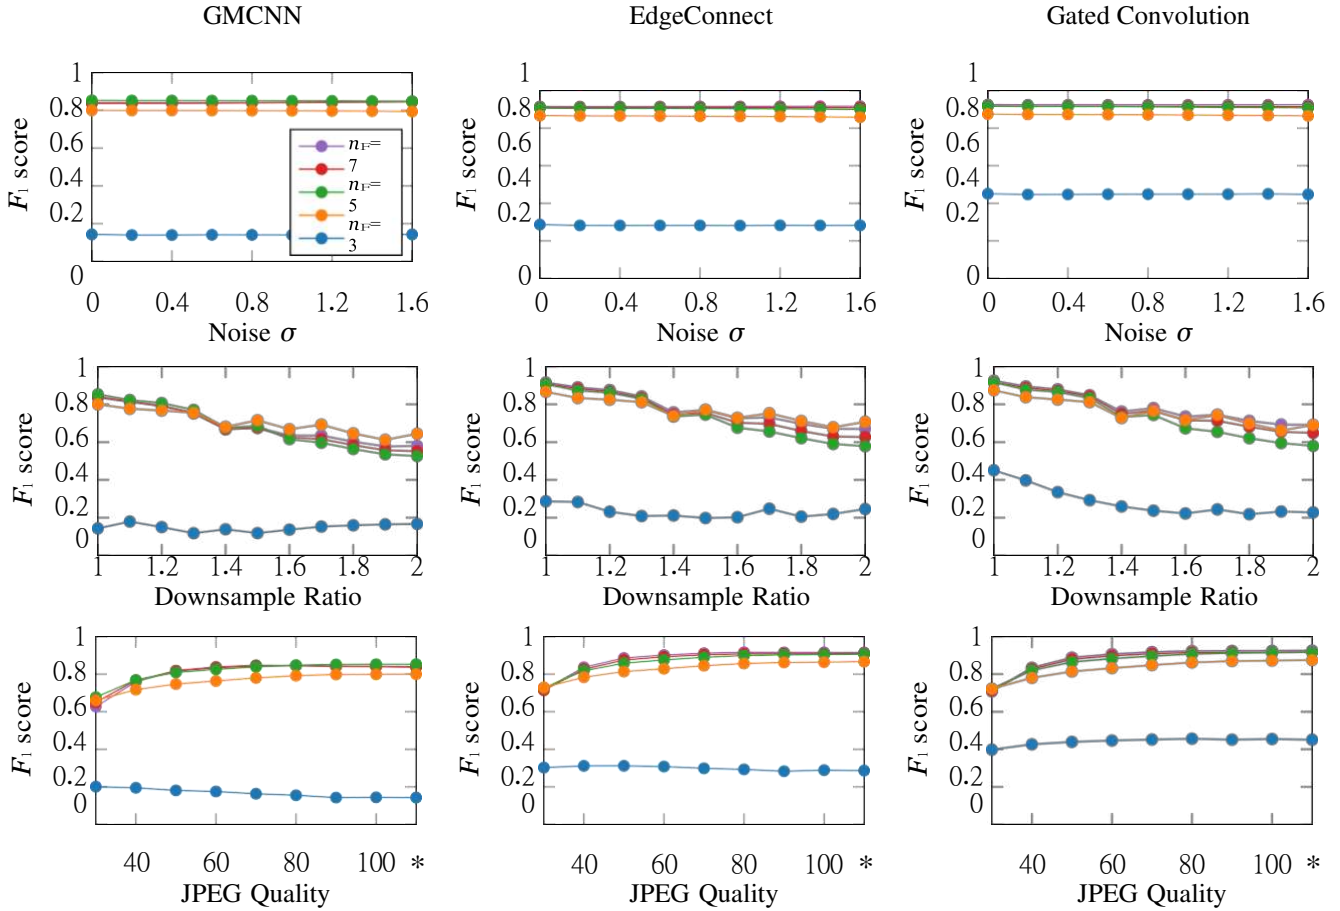 GMCNN
EdgeConnect
Gated Convolution
1
0.8
0.6
0.4
0.2
0
F1 score
nF=
7
nF=
5
nF=
3
0 0.4 0.8 1.2 1.6
Noise σ
1
0.8
0.6
0.4
0.2
0
F1 score
0 0.4 0.8 1.2 1.6
Noise σ
1
0.8
0.6
0.4
0.2
0
F1 score
0 0.4 0.8 1.2 1.6
Noise σ
1
0.8
0.6
0.4
0.2
0
F1 score
1 1.2 1.4 1.6 1.8 2
Downsample Ratio
1
0.8
0.6
0.4
0.2
0
F1 score
1 1.2 1.4 1.6 1.8 2
Downsample Ratio
1
0.8
0.6
0.4
0.2
0
F1 score
1 1.2 1.4 1.6 1.8 2
Downsample Ratio
1
0.8
0.6
0.4
0.2
0
F1 score
40 60 80 100 *
JPEG Quality
1
0.8
0.6
0.4
0.2
0
F1 score
40 60 80 100 *
JPEG Quality
1
0.8
0.6
0.4
0.2
0
F1 score
40 60 80 100 *
JPEG Quality